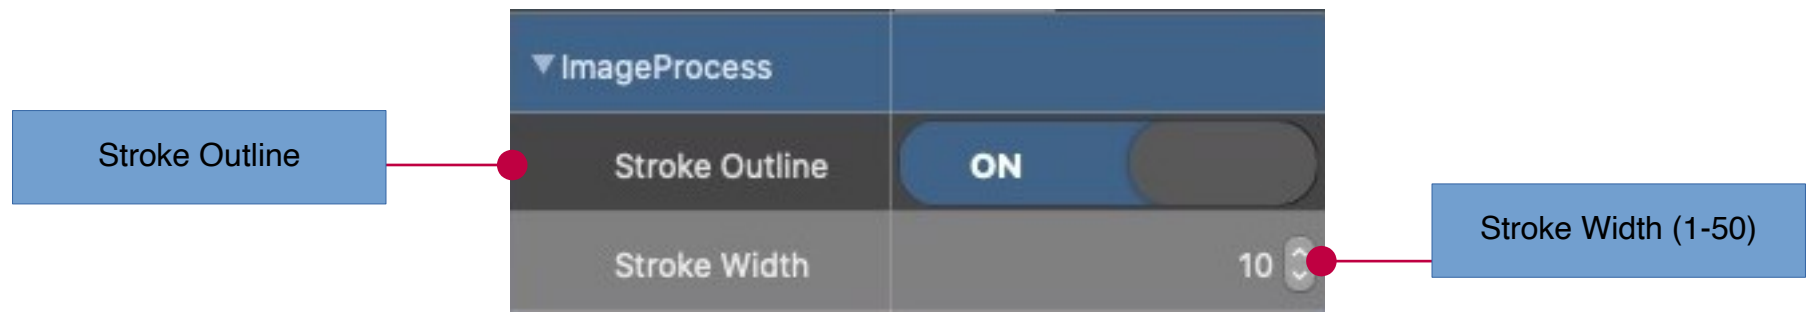 ImageProcess
Stroke Outline
Stroke Outline ON
Stroke Width (1-50)
Stroke Width 10